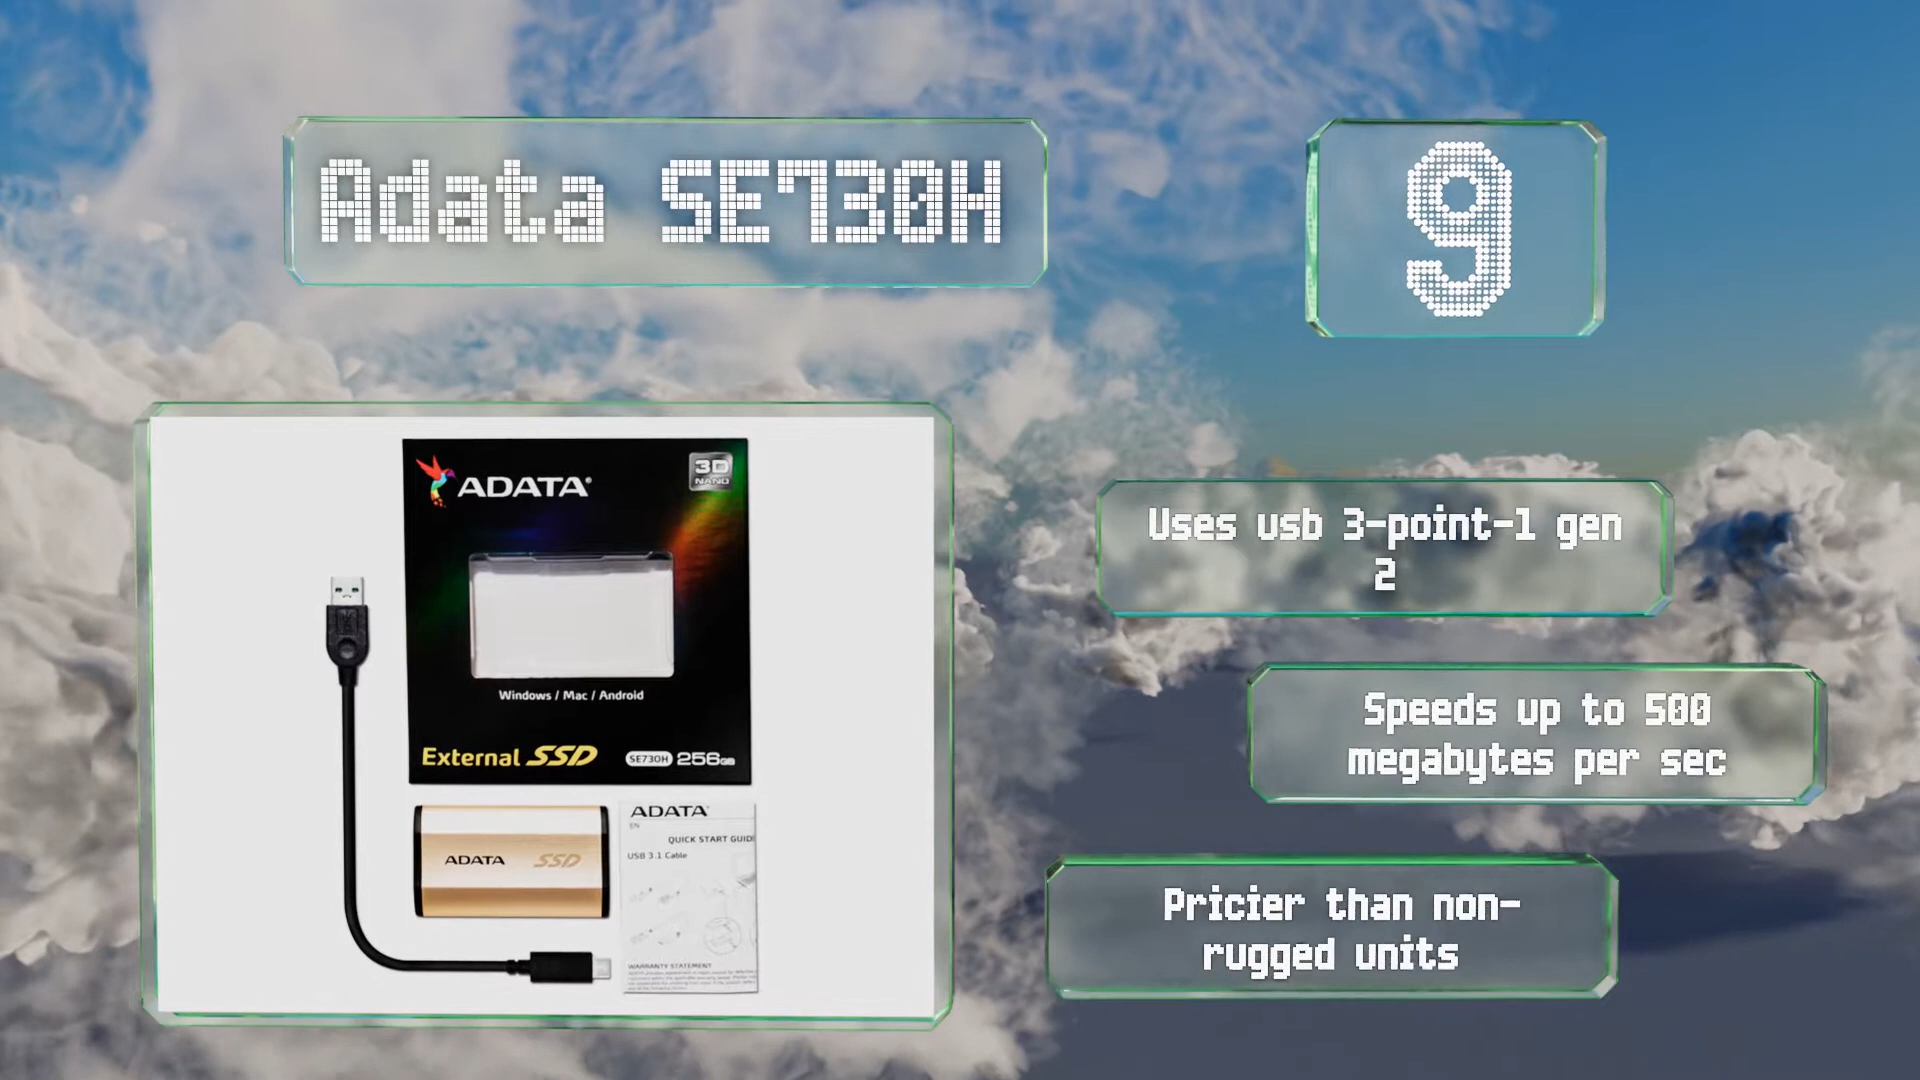 Adata SE730H
9
ADATA
3D
NAND
Windows / Mac / Android
External SSD SE730H 256GB
ADATA SSD
ADATA
EN
QUICK START GUID
USB 3.1 Cable
WARRANTY STATEMENT
Uses usb 3-point-1 gen
2
Speeds up to 500
megabytes per sec
Pricier than non-
rugged units